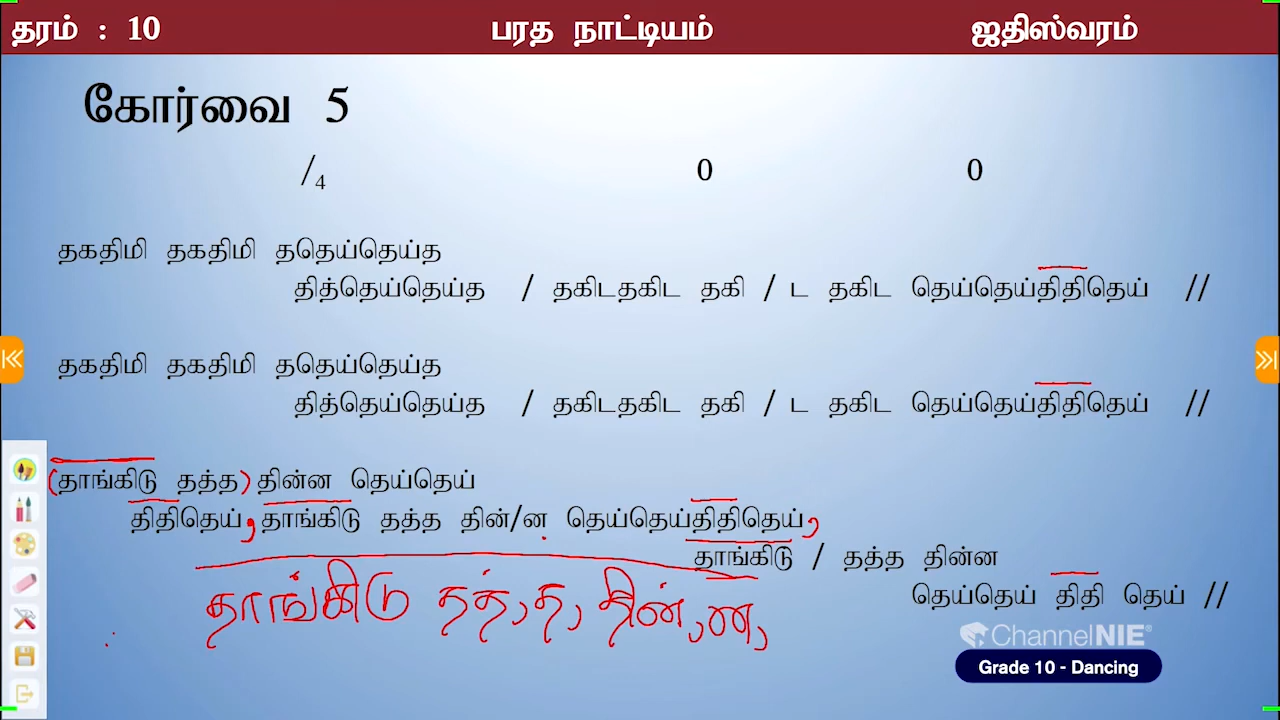 தரம் : 10 பரத நாட்டியம் ஜதிஸ்வரம்
கோர்வை 5
/4 0 0
தகதிமி தகதிமி ததெய்தெய்த
தித்தெய்தெய்த / தகிடதகிட தகி / ட தகிட தெய்தெய்திதிதெய் //
தகதிமி தகதிமி ததெய்தெய்த
தித்தெய்தெய்த / தகிடதகிட தகி / ட தகிட தெய்தெய்திதிதெய் //
(தாங்கிடு தத்த) தின்ன தெய்தெய்
திதிதெய், தாங்கிடு தத்த தின்/ன தெய்தெய்திதிதெய்,
தாங்கிடு / தத்த தின்ன
தெய்தெய் திதி தெய் //
தாங்கிடு தத்,த, தின்,ன,
ChannelNIE
Grade 10 - Dancing